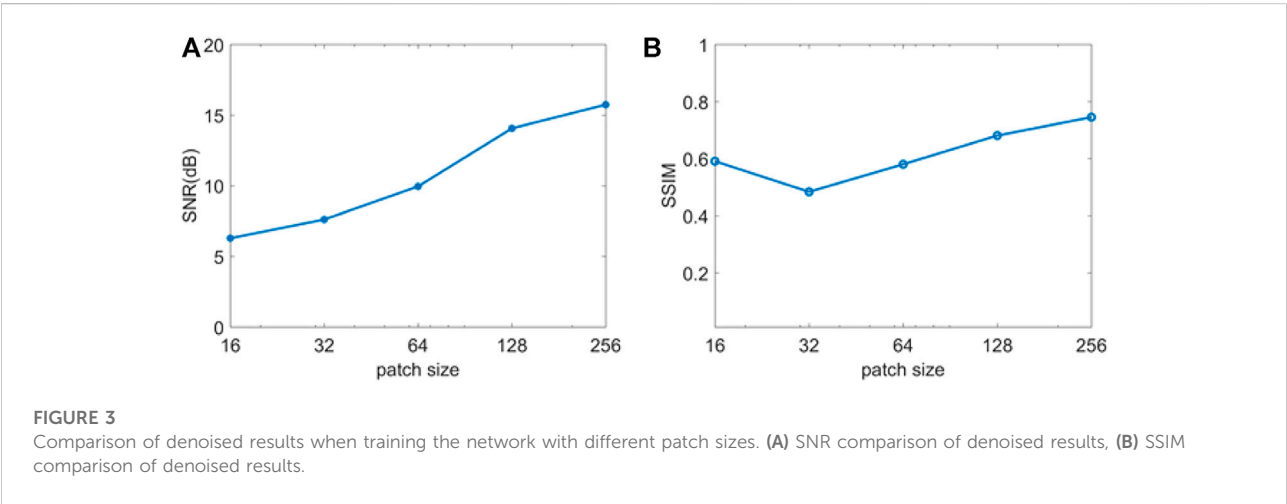 A
20
15
10
5
0
SNR(dB)
16 32 64 128 256
patch size
B
1
0.8
0.6
0.4
0.2
SSIM
16 32 64 128 256
patch size
FIGURE 3
Comparison of denoised results when training the network with different patch sizes. (A) SNR comparison of denoised results, (B) SSIM
comparison of denoised results.